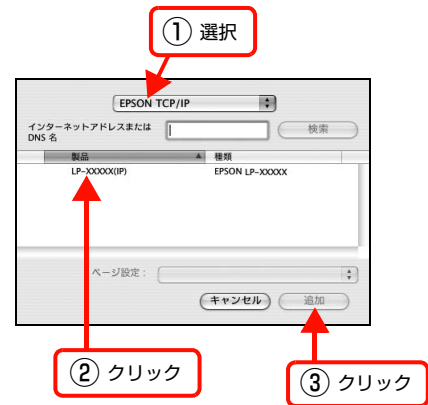 ① 選択
EPSON TCP/IP
インターネットアドレスまたは
DNS 名
検索
製品 種類
LP-XXXXX(IP) EPSON LP-XXXXX
ページ設定：
キャンセル 追加
② クリック
③ クリック